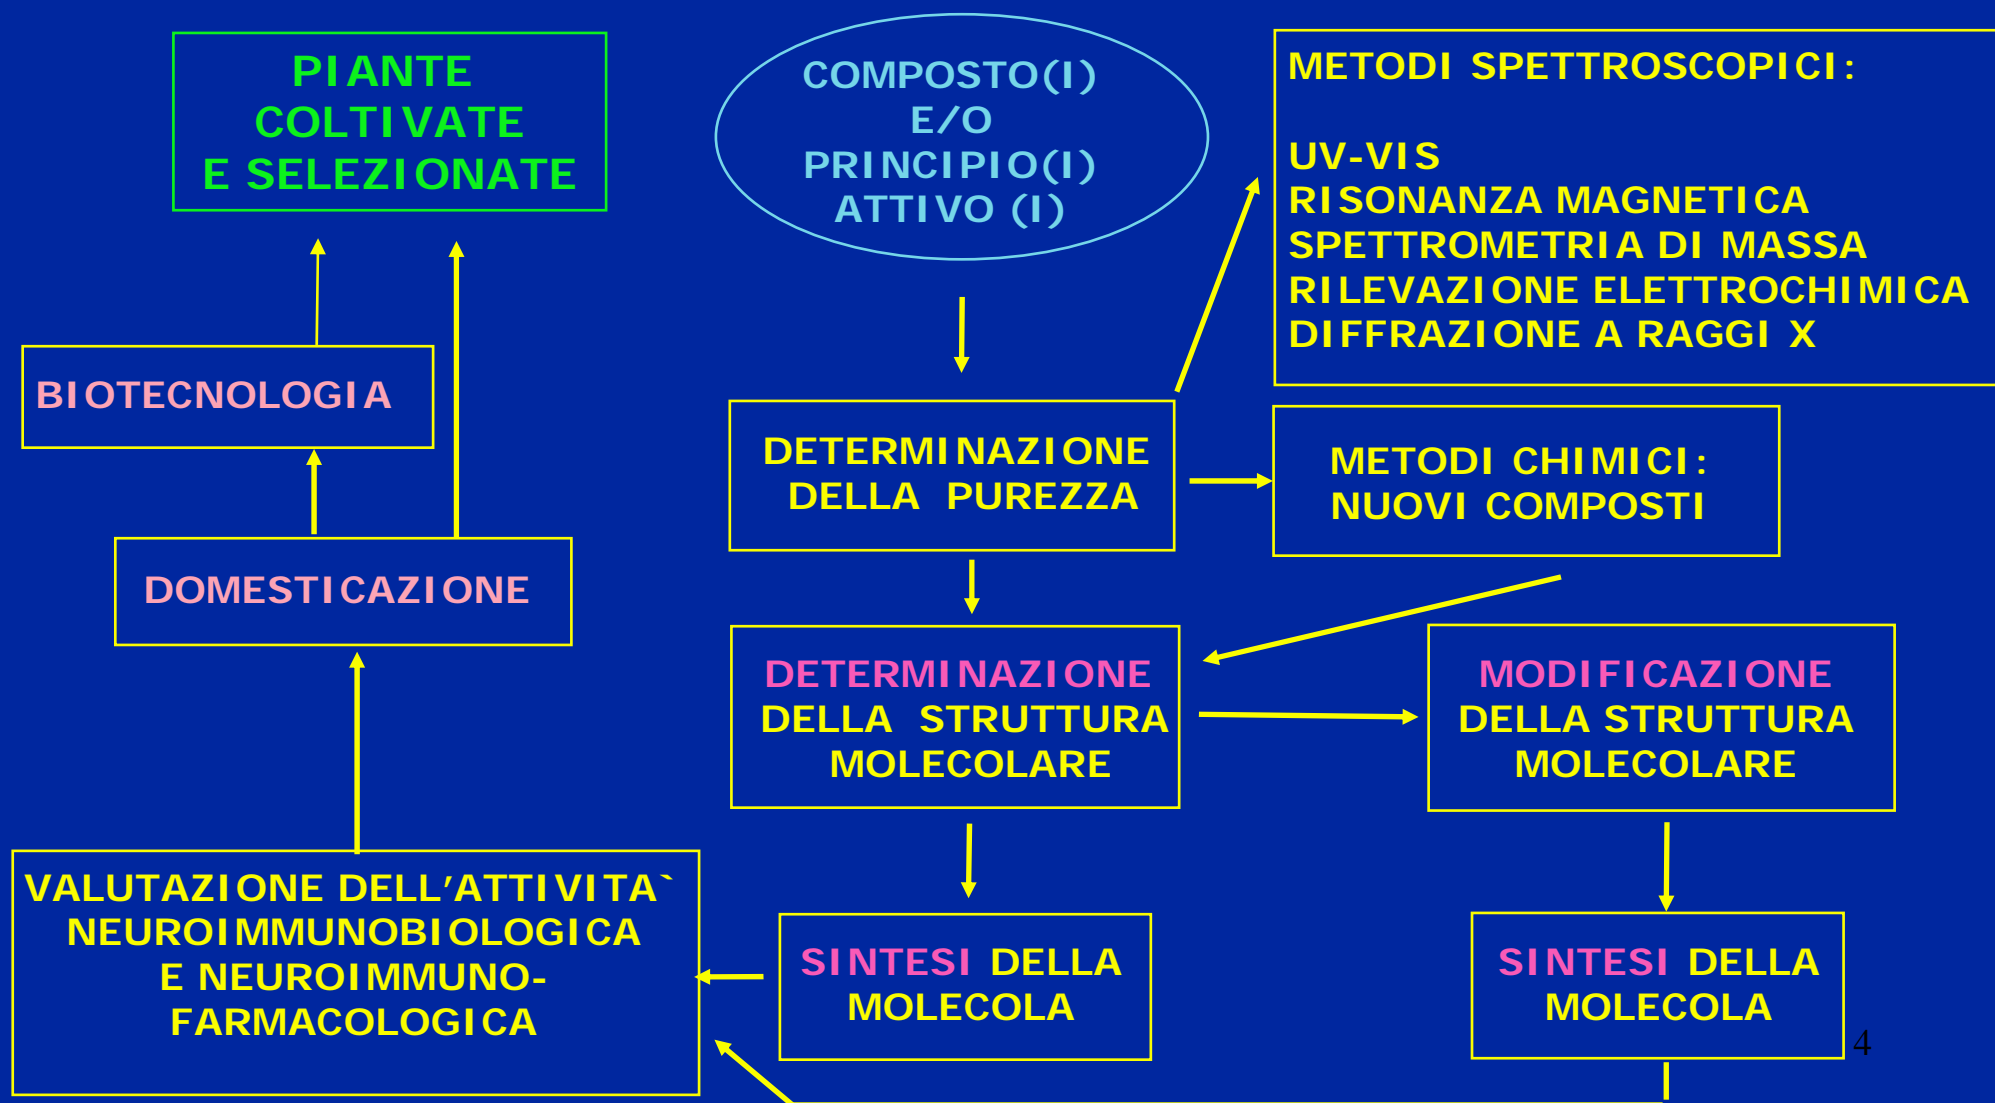 PIANTE
COLTIVATE
E SELEZIONATE
COMPOSTO(I)
E/O
PRINCIPIO(I)
ATTIVO (I)
METODI SPETTROSCOPICI:
UV-VIS
RISONANZA MAGNETICA
SPETTROMETRIA DI MASSA
RILEVAZIONE ELETTROCHIMICA
DIFFRAZIONE A RAGGI X
BIOTECNOLOGIA
DETERMINAZIONE
DELLA PUREZZA
METODI CHIMICI:
NUOVI COMPOSTI
DOMESTICAZIONE
DETERMINAZIONE
DELLA STRUTTURA
MOLECOLARE
MODIFICAZIONE
DELLA STRUTTURA
MOLECOLARE
VALUTAZIONE DELL’ATTIVITA`
NEUROIMMUNOBIOLOGICA
E NEUROIMMUNO-
FARMACOLOGICA
SINTESI DELLA
MOLECOLA
SINTESI DELLA
MOLECOLA
4